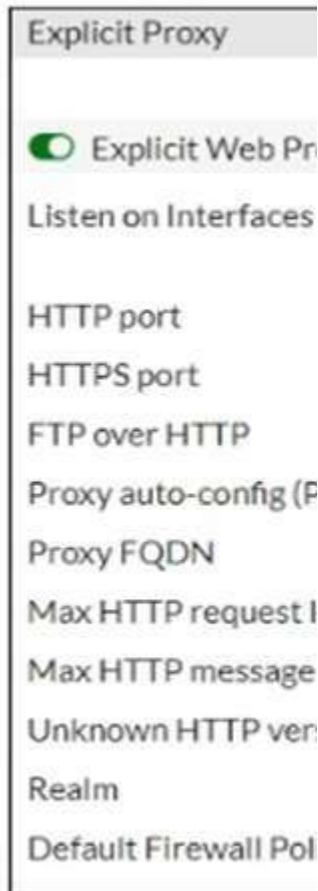 Explicit Proxy
Explicit Web Pr
Listen on Interfaces
HTTP port
HTTPS port
FTP over HTTP
Proxy auto-config (P
Proxy FQDN
Max HTTP request l
Max HTTP message
Unknown HTTP vers
Realm
Default Firewall Poli